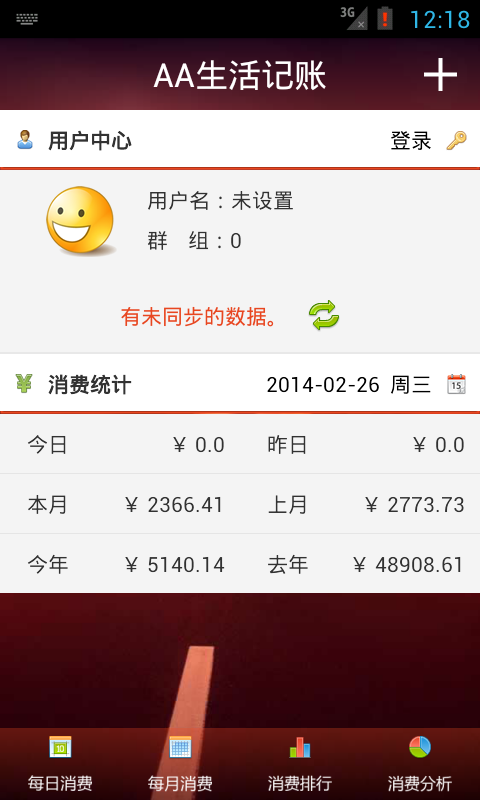 3G 12:18
AA生活记账
用户中心 登录
用户名：未设置
群 组：0
有未同步的数据。
消费统计 2014-02-26 周三 15
今日 ￥ 0.0 昨日 ￥ 0.0
本月 ￥ 2366.41 上月 ￥ 2773.73
今年 ￥ 5140.14 去年 ￥ 48908.61
10
每日消费 每月消费 消费排行 消费分析